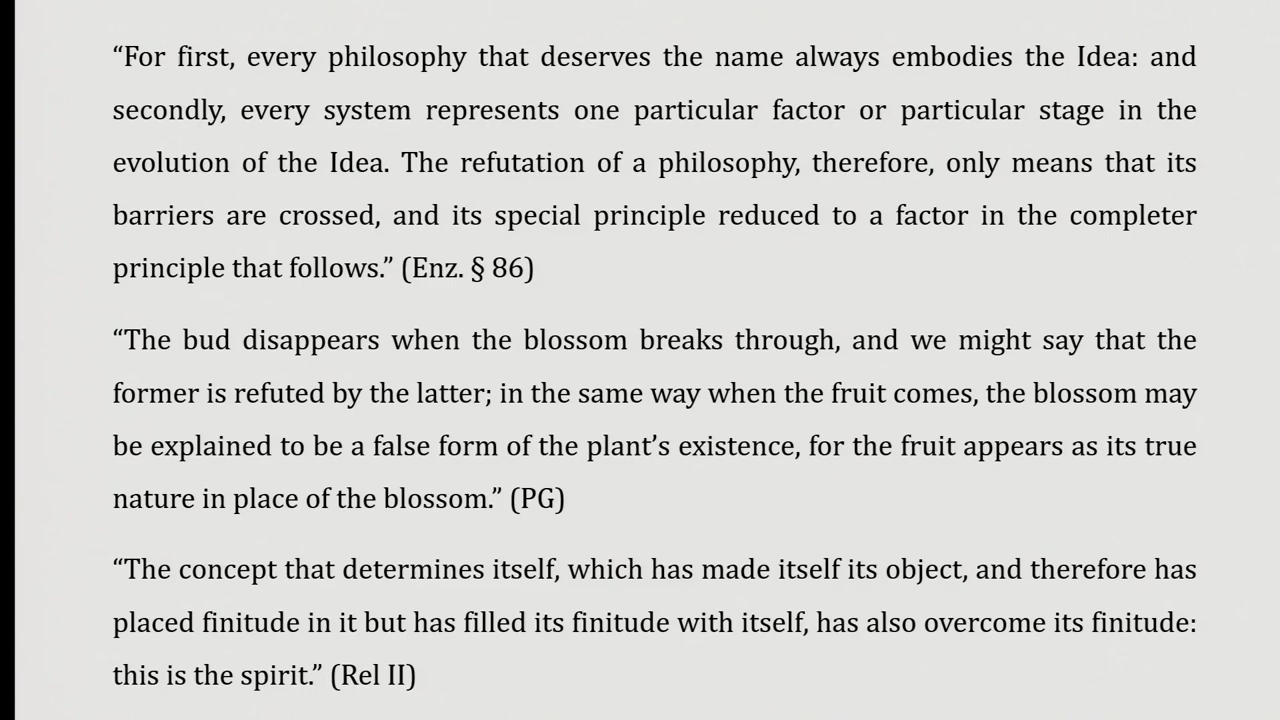 “For first, every philosophy that deserves the name always embodies the Idea: and
secondly, every system represents one particular factor or particular stage in the
evolution of the Idea. The refutation of a philosophy, therefore, only means that its
barriers are crossed, and its special principle reduced to a factor in the completer
principle that follows.” (Enz. § 86)
“The bud disappears when the blossom breaks through, and we might say that the
former is refuted by the latter; in the same way when the fruit comes, the blossom may
be explained to be a false form of the plant’s existence, for the fruit appears as its true
nature in place of the blossom.” (PG)
“The concept that determines itself, which has made itself its object, and therefore has
placed finitude in it but has filled its finitude with itself, has also overcome its finitude:
this is the spirit.” (Rel II)